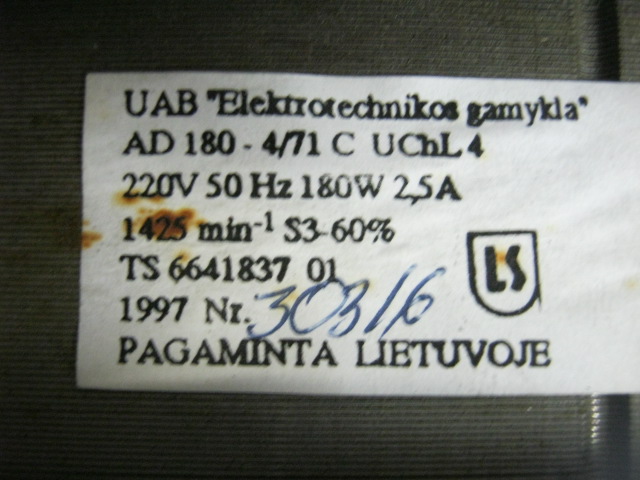 UAB "Elektrotechnikos gamykla"
AD 180 - 4/71 C UChL 4
220V 50 Hz 180W 2,5A
1425 min-1 S3-60%
TS 6641837 01
LS
1997 Nr. 30316
PAGAMINTA LIETUVOJE